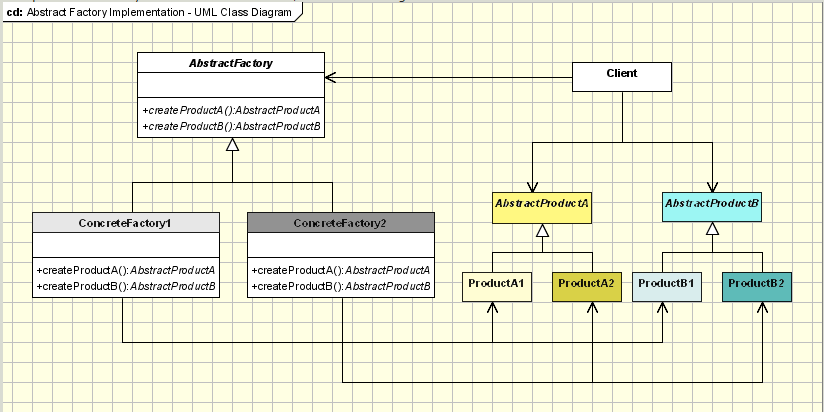 cd: Abstract Factory Implementation - UML Class Diagram
AbstractFactory
+createProductA():AbstractProductA
+createProductB():AbstractProductB
Client
ConcreteFactory1
+createProductA():AbstractProductA
+createProductB():AbstractProductB
ConcreteFactory2
+createProductA():AbstractProductA
+createProductB():AbstractProductB
AbstractProductA
AbstractProductB
ProductA1
ProductA2
ProductB1
ProductB2